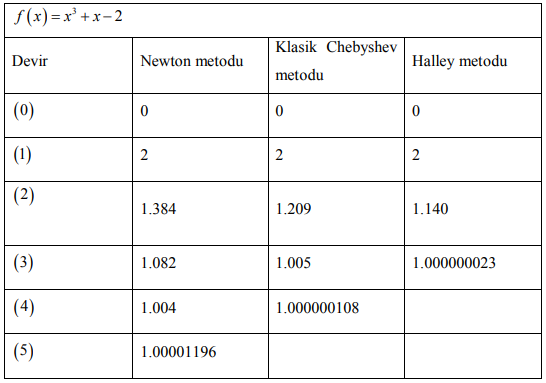 f(x)=x³+x−2
Devir Newton metodu Klasik Chebyshev metodu Halley metodu
(0) 0 0 0
(1) 2 2 2
(2) 1.384 1.209 1.140
(3) 1.082 1.005 1.000000023
(4) 1.004 1.000000108
(5) 1.00001196